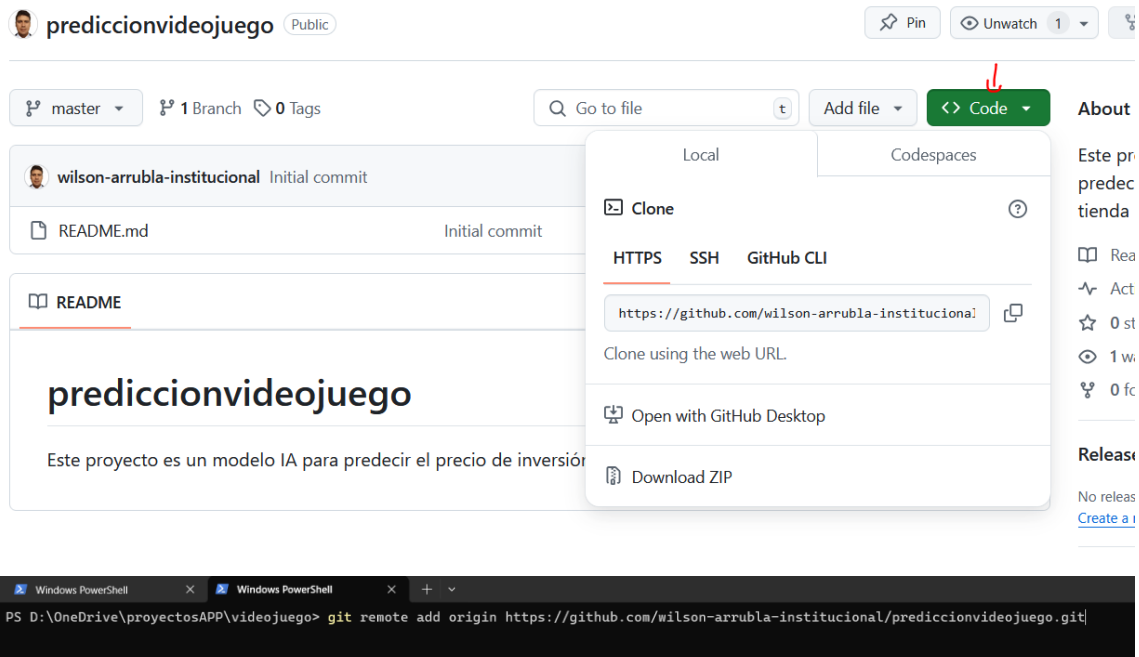 prediccionvideojuego Public Pin Unwatch 1
master 1 Branch 0 Tags Go to file t Add file Code About
Local Codespaces
Este pr
predec
tienda
wilson-arrubla-institucional Initial commit
Clone
README.md Initial commit
HTTPS SSH GitHub CLI
Rea
Act
README
https://github.com/wilson-arrubla-institucional
0 st
Clone using the web URL.
1 wa
prediccionvideojuego
0 fo
Open with GitHub Desktop
Este proyecto es un modelo IA para predecir el precio de inversión
Release
Download ZIP
No releas
Create a r
Windows PowerShell Windows PowerShell
PS D:\OneDrive\proyectosAPP\videojuego> git remote add origin https://github.com/wilson-arrubla-institucional/prediccionvideojuego.git